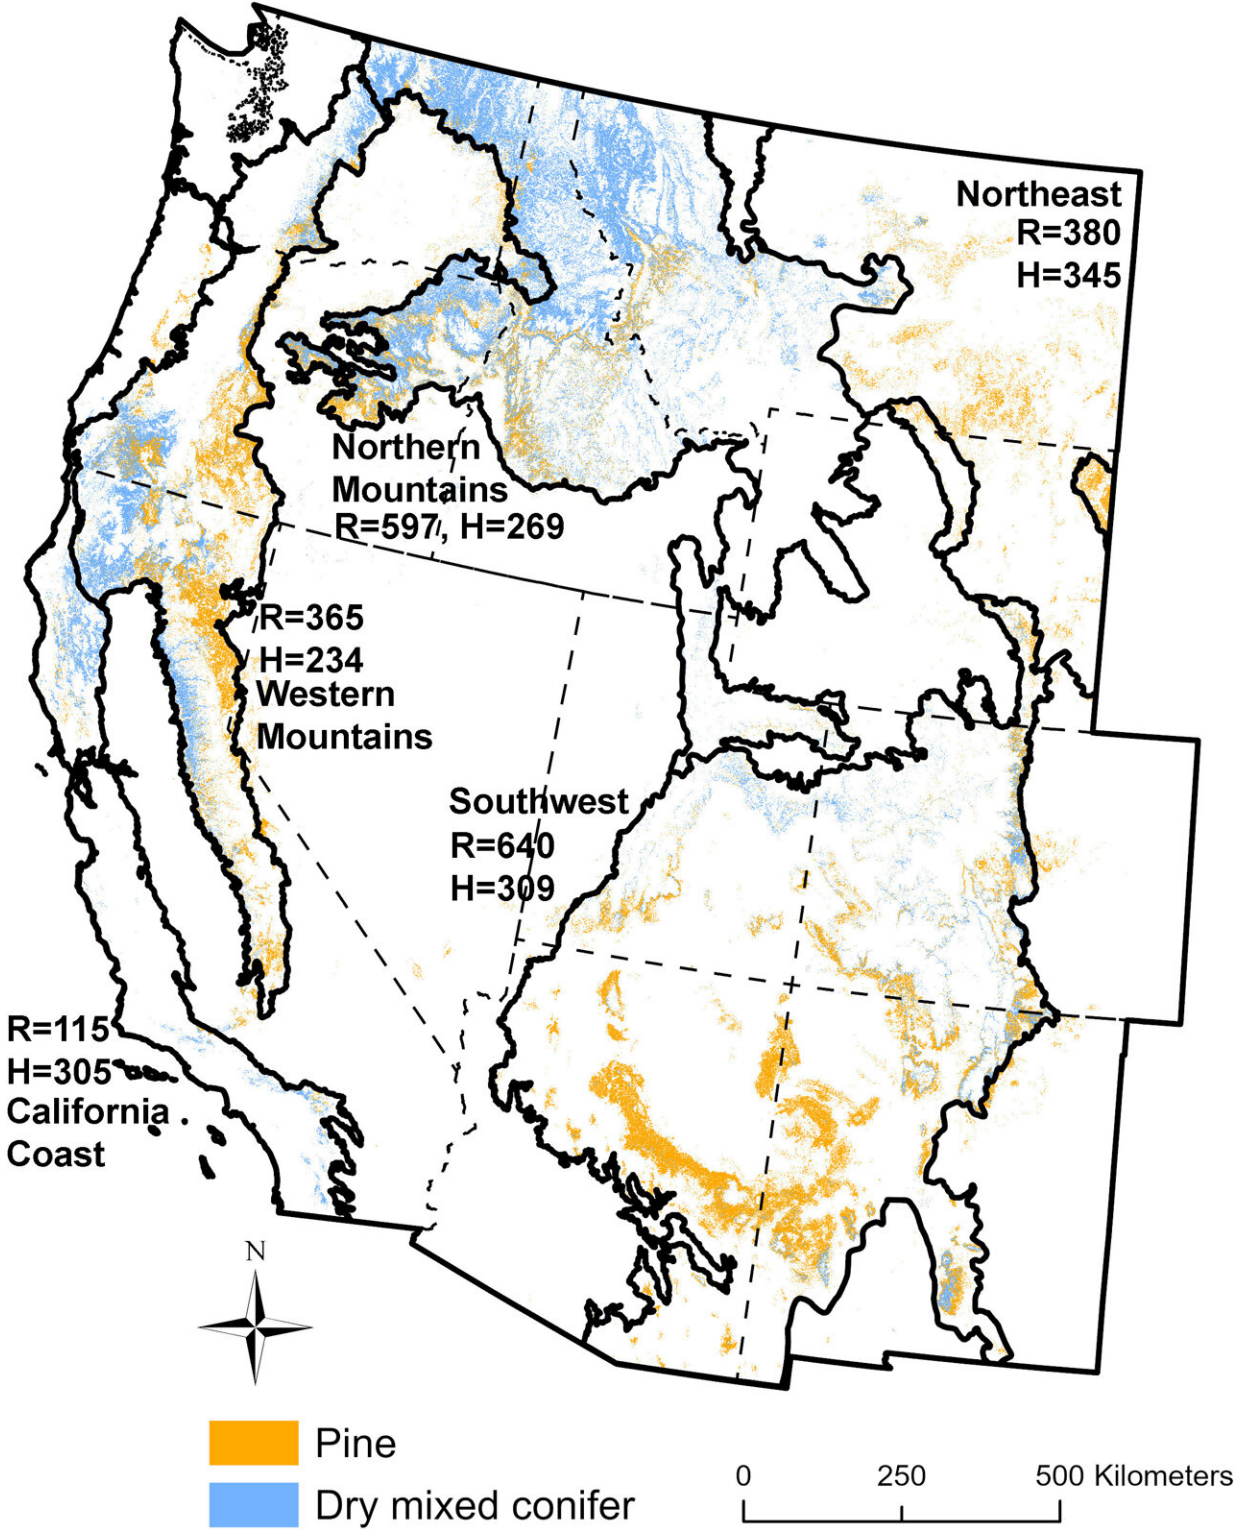 Northeast
R=380
H=345
Northern
Mountains
R=597, H=269
R=365
H=234
Western
Mountains
Southwest
R=640
H=309
R=115
H=305
California
Coast
N
Pine
Dry mixed conifer
0 250 500 Kilometers